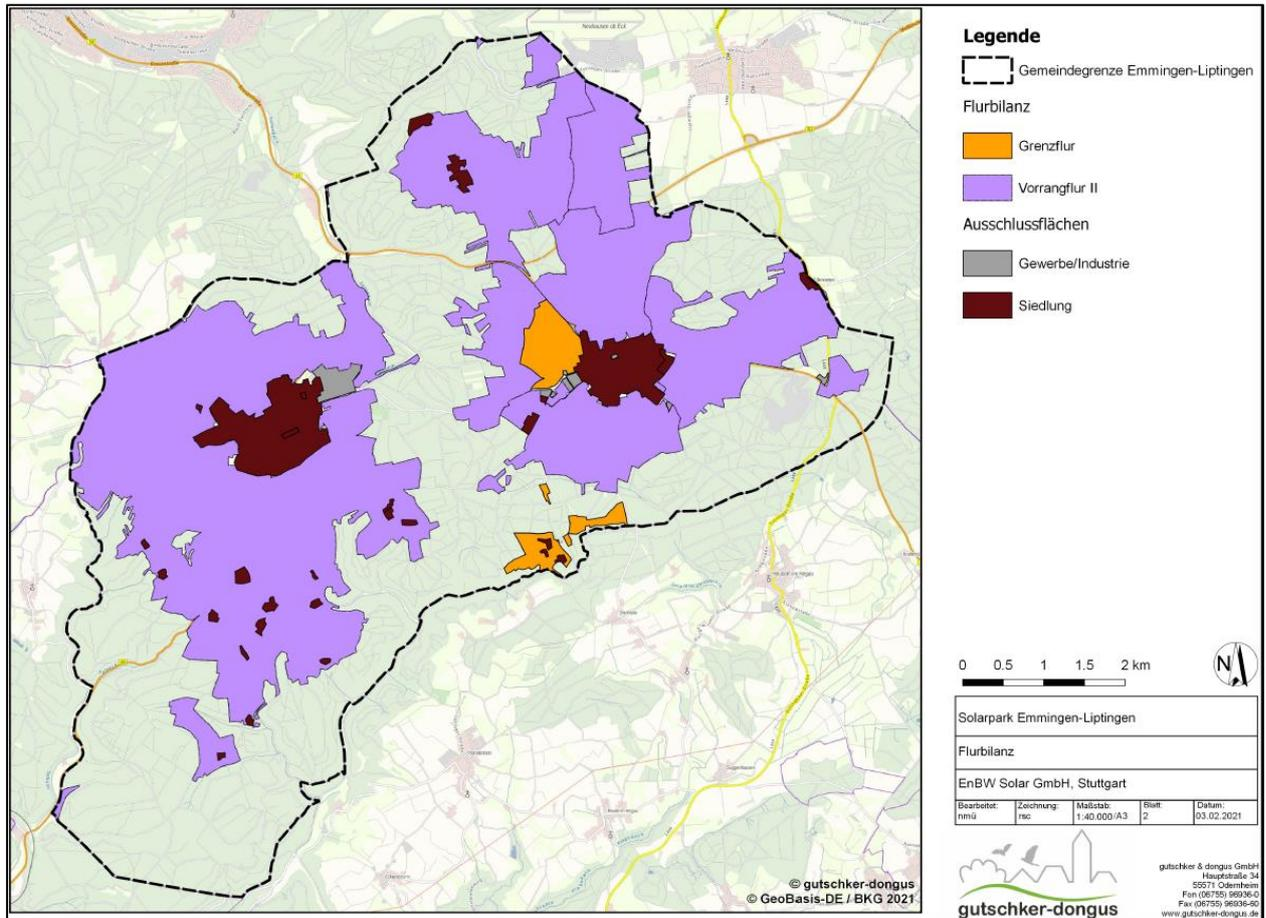 Neuhausen ob Eck
Legende
Gemeindegrenze Emmingen-Liptingen
Flurbilanz
Grenzflur
Vorrangflur II
Ausschlussflächen
Gewerbe/Industrie
Siedlung
0 0.5 1 1.5 2 km
N
Solarpark Emmingen-Liptingen
Flurbilanz
EnBW Solar GmbH, Stuttgart
Bearbeitet: Zeichnung: Maßstab: Blatt: Datum:
nmü rsc 1:40.000/A3 2 03.02.2021
© gutschker-dongus
© GeoBasis-DE / BKG 2021
gutschker-dongus
gutschker & dongus GmbH
Hauptstraße 34
55571 Odernheim
Fon (06755) 96936-0
Fax (06755) 96936-60
www.gutschker-dongus.de